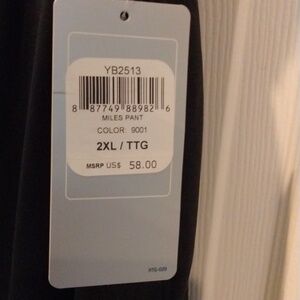 YB2513
8 87749 88982 6
MILES PANT
COLOR: 9001
2XL / TTG
MSRP US$ 58.00